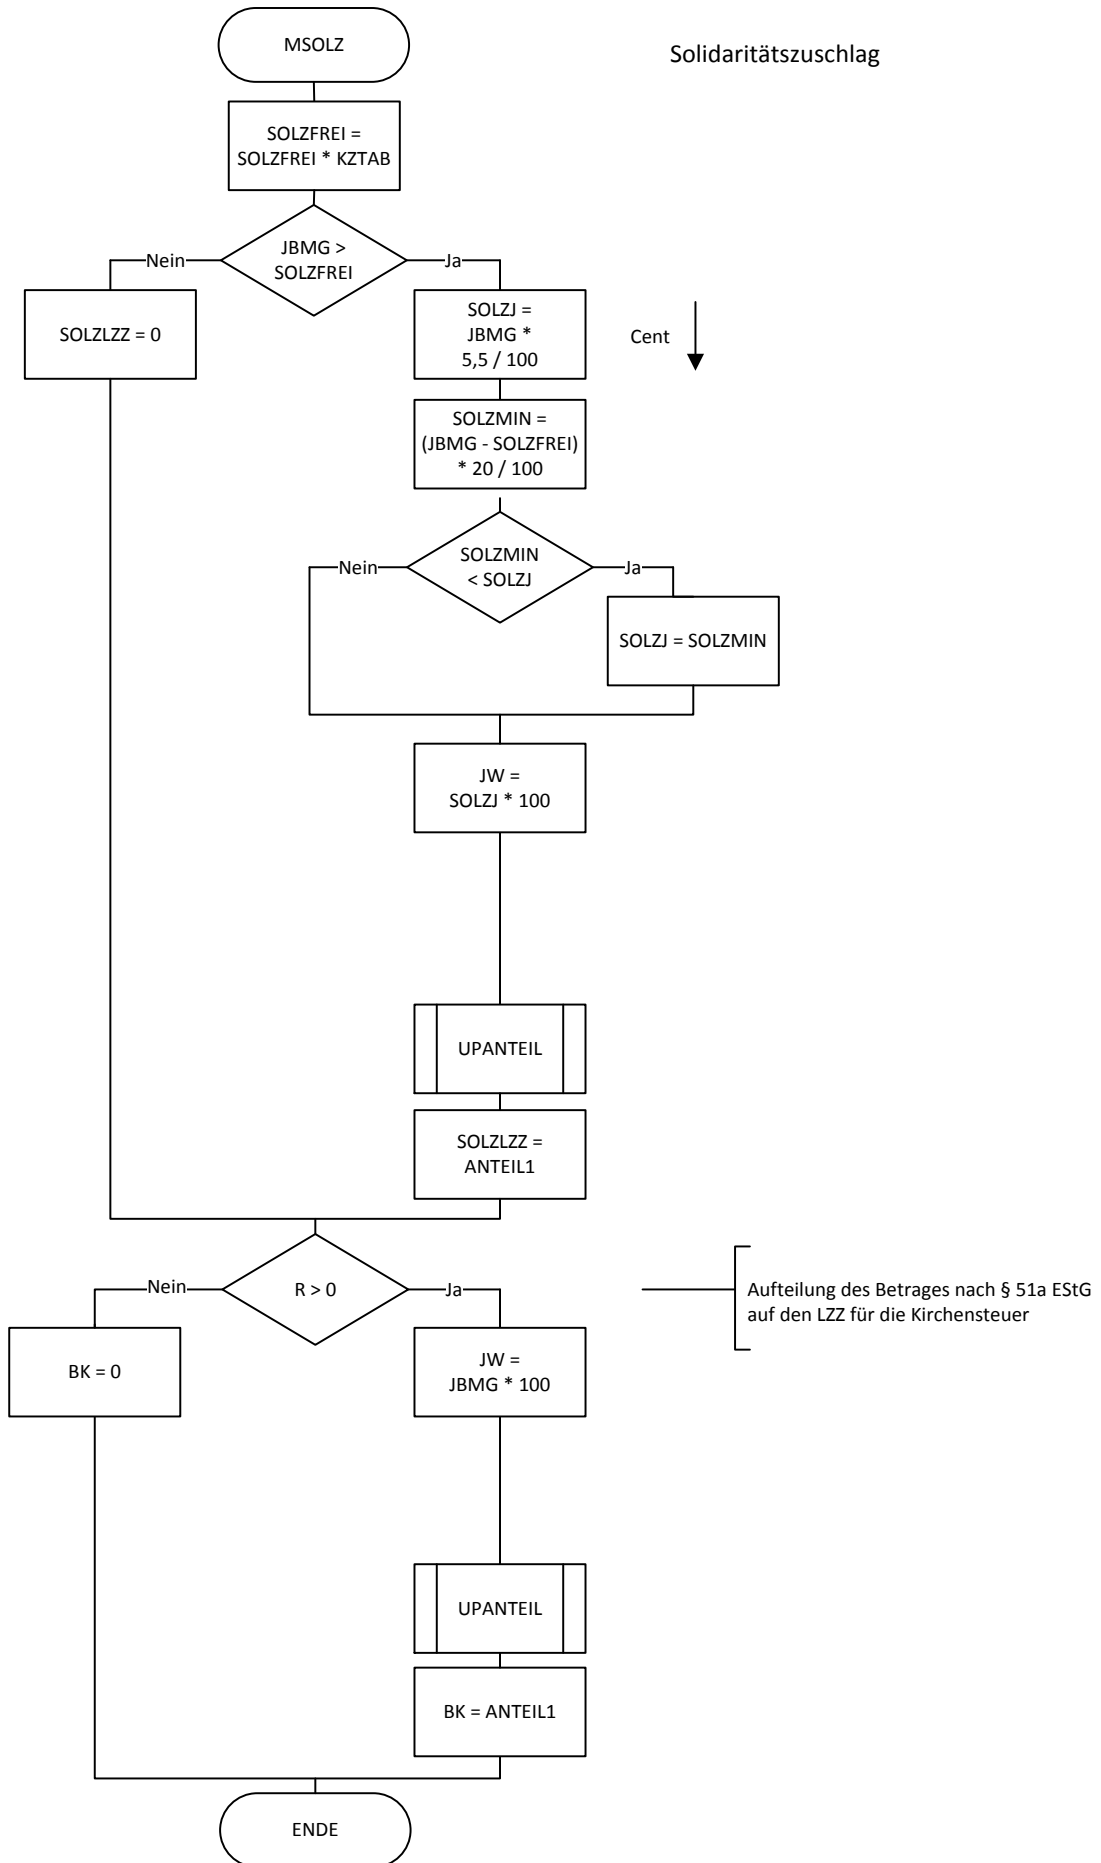 MSOLZ
Solidaritätszuschlag
SOLZFREI =
SOLZFREI * KZTAB
JBMG >
SOLZFREI
Nein
Ja
SOLZLZZ = 0
SOLZJ =
JBMG *
5,5 / 100
Cent
SOLZMIN =
(JBMG - SOLZFREI)
* 20 / 100
SOLZMIN
< SOLZJ
Nein
Ja
SOLZJ = SOLZMIN
JW =
SOLZJ * 100
UPANTEIL
SOLZLZZ =
ANTEIL1
R > 0
Nein
Ja
Aufteilung des Betrages nach § 51a EStG
auf den LZZ für die Kirchensteuer
BK = 0
JW =
JBMG * 100
UPANTEIL
BK = ANTEIL1
ENDE